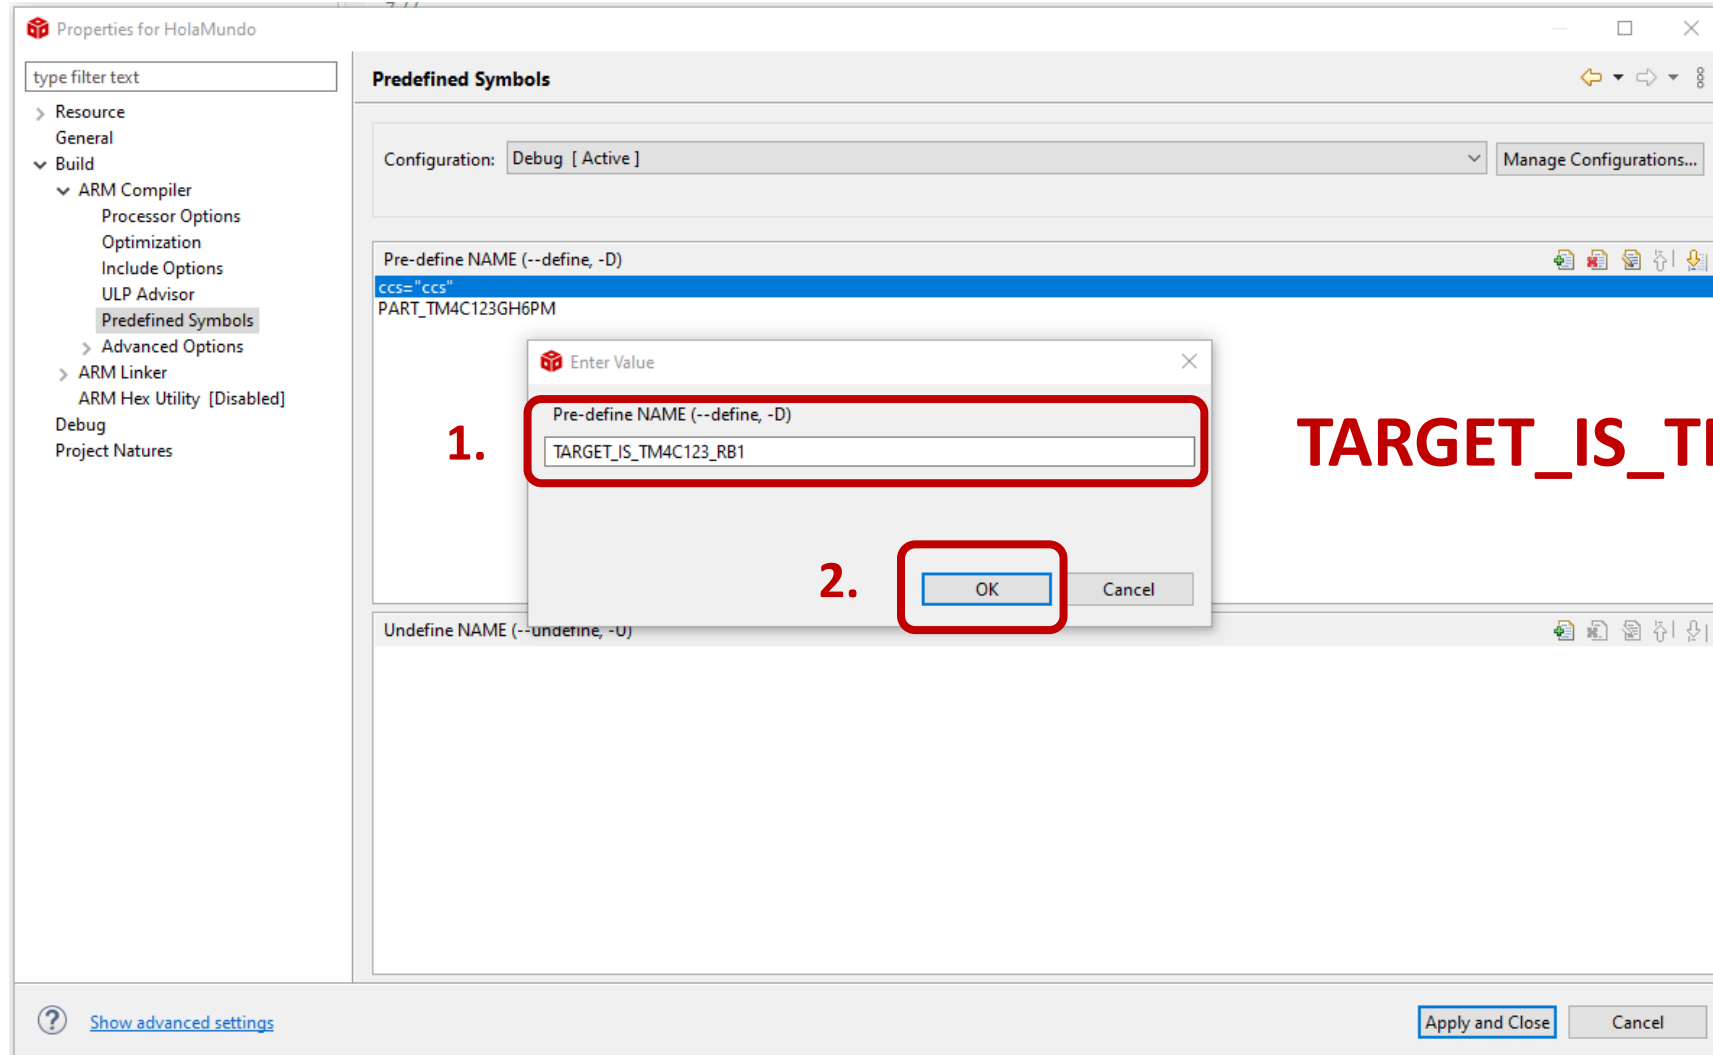 Properties for HolaMundo
type filter text
Resource
General
Build
ARM Compiler
Processor Options
Optimization
Include Options
ULP Advisor
Predefined Symbols
Advanced Options
ARM Linker
ARM Hex Utility [Disabled]
Debug
Project Natures
Predefined Symbols
Configuration: Debug [ Active ] Manage Configurations...
Pre-define NAME (--define, -D)
ccs="ccs"
PART_TM4C123GH6PM
Enter Value
Pre-define NAME (--define, -D)
1. TARGET_IS_TM4C123_RB1
2. OK Cancel
TARGET_IS_T
Undefine NAME (--undefine, -U)
Show advanced settings
Apply and Close Cancel